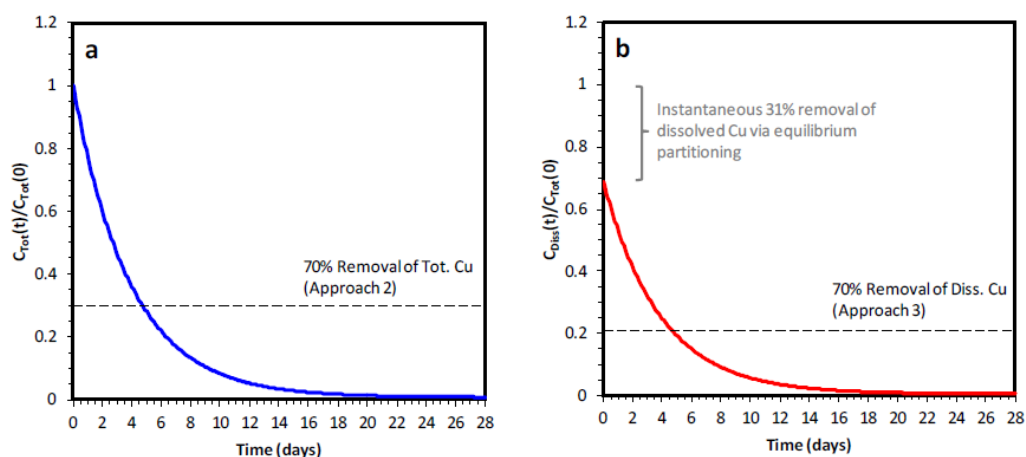 a
1.2
1
0.8
0.6
0.4
0.2
0
C_Tot(t)/C_Tot(0)
70% Removal of Tot. Cu
(Approach 2)
0 2 4 6 8 10 12 14 16 18 20 22 24 26 28
Time (days)
b
1.2
1
0.8
0.6
0.4
0.2
0
C_Diss(t)/C_Tot(0)
Instantaneous 31% removal of
dissolved Cu via equilibrium
partitioning
70% Removal of Diss. Cu
(Approach 3)
0 2 4 6 8 10 12 14 16 18 20 22 24 26 28
Time (days)